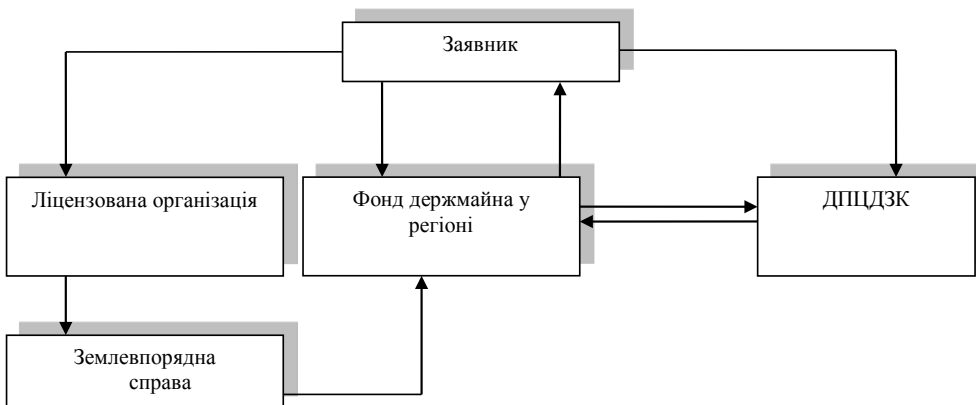 Заявник
Ліцензована організація
Фонд держмайна у
регіоні
ДПЦДЗК
Землевпорядна
справа